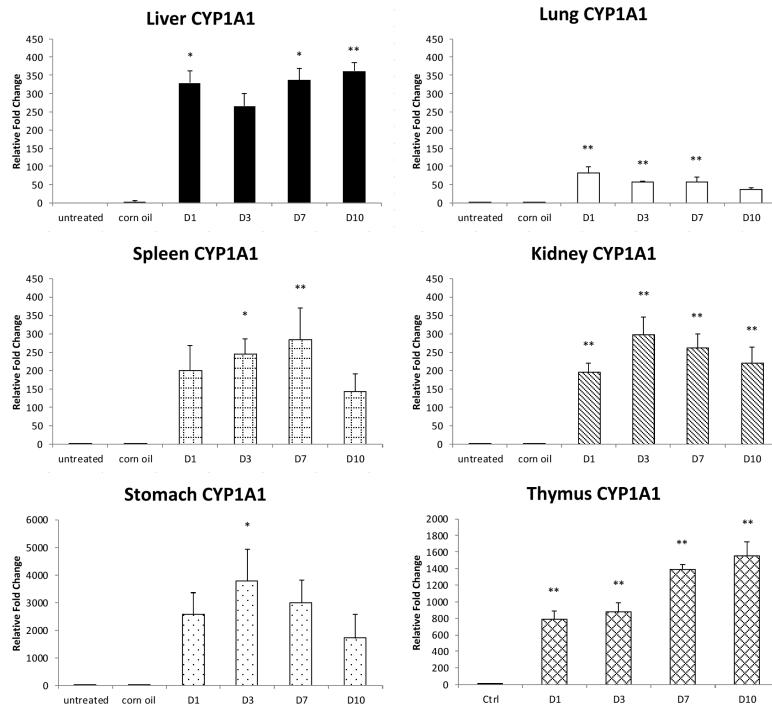 Liver CYP1A1
Relative Fold Change
450
400
350
300
250
200
150
100
50
0
* * **
untreated corn oil D1 D3 D7 D10
Lung CYP1A1
Relative Fold Change
450
400
350
300
250
200
150
100
50
0
** ** **
untreated corn oil D1 D3 D7 D10
Spleen CYP1A1
Relative Fold Change
450
400
350
300
250
200
150
100
50
0
* **
untreated corn oil D1 D3 D7 D10
Kidney CYP1A1
Relative Fold Change
450
400
350
300
250
200
150
100
50
0
** ** ** **
untreated corn oil D1 D3 D7 D10
Stomach CYP1A1
Relative Fold Change
6000
5000
4000
3000
2000
1000
0
*
untreated corn oil D1 D3 D7 D10
Thymus CYP1A1
Relative Fold Change
2000
1800
1600
1400
1200
1000
800
600
400
200
0
** ** ** **
Ctrl D1 D3 D7 D10